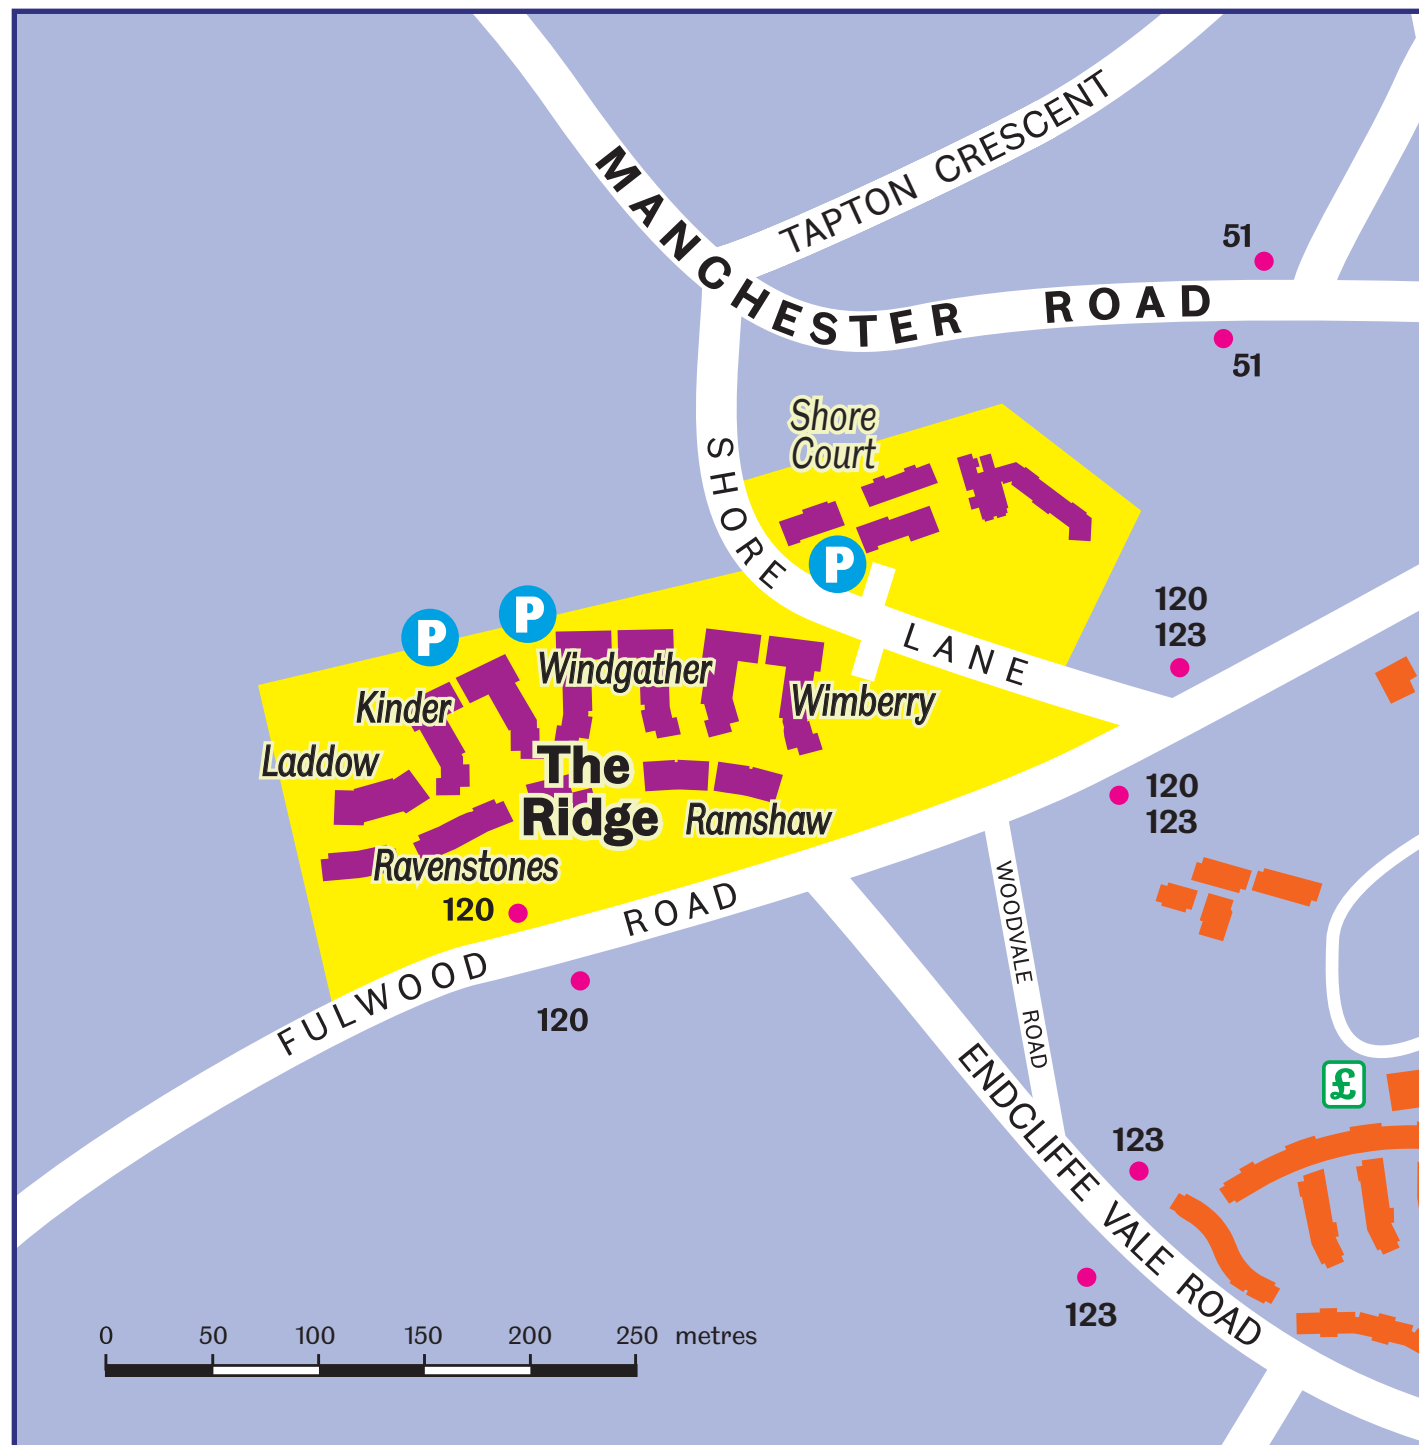 TAPTON CRESCENT
MANCHESTER ROAD
51
51
Shore
Court
SHORE LANE
P
P
P
120
123
Windgather
Kinder
Wimberry
Laddow
The
Ridge
Ramshaw
120
123
Ravenstones
120
FULWOOD ROAD
120
WOODVALE ROAD
ENDCLIFFE VALE ROAD
£
123
123
0 50 100 150 200 250 metres